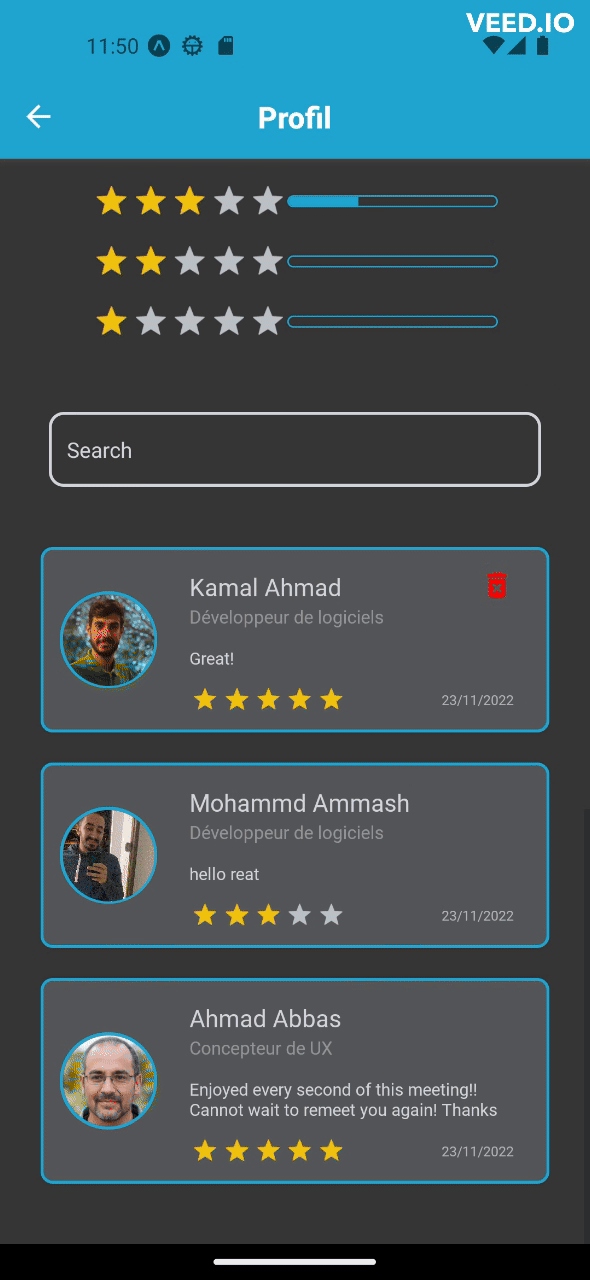 VEED.IO
11:50
Profil
Search
Kamal Ahmad
Développeur de logiciels
Great!
23/11/2022
Mohammd Ammash
Développeur de logiciels
hello reat
23/11/2022
Ahmad Abbas
Concepteur de UX
Enjoyed every second of this meeting!!
Cannot wait to remeet you again! Thanks
23/11/2022